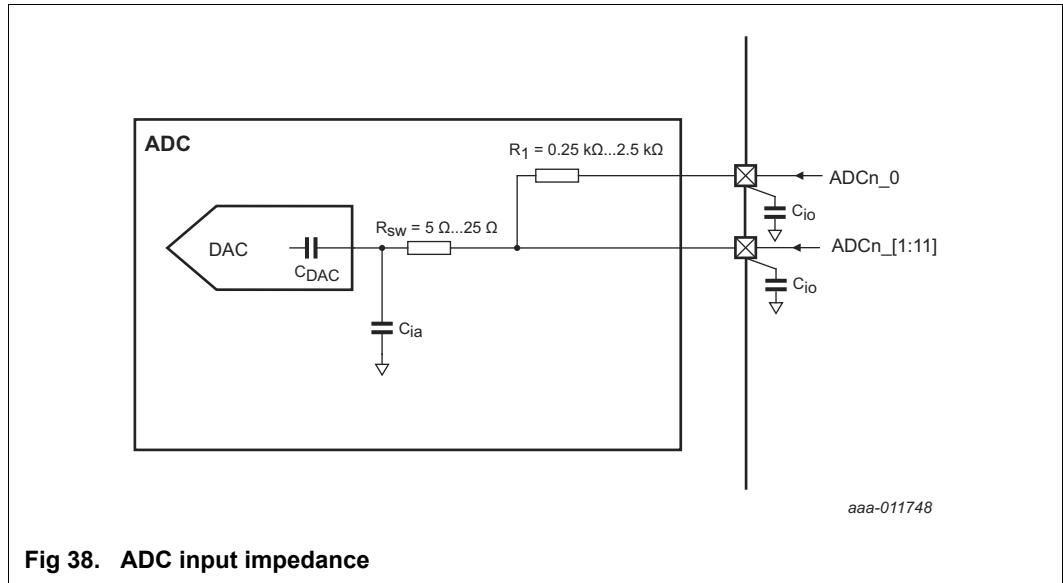 ADC
R1 = 0.25 kΩ...2.5 kΩ
ADCn_0
Cio
Rsw = 5 Ω...25 Ω
DAC
CDAC
ADCn_[1:11]
Cio
Cia
aaa-011748
Fig 38. ADC input impedance